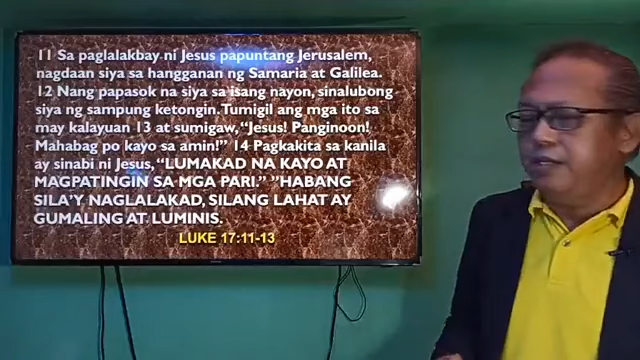 11 Sa paglalakbay ni Jesus papuntang Jerusalem,
nagdaan siya sa hangganan ng Samaria at Galilea.
12 Nang papasok na siya sa isang nayon, sinalubong
siya ng sampung ketongin. Tumigil ang mga ito sa
may kalayuan 13 at sumigaw, “Jesus! Panginoon!
Mahabag po kayo sa amin!” 14 Pagkakita sa kanila
ay sinabi ni Jesus, “LUMAKAD NA KAYO AT
MAGPATINGIN SA MGA PARI.” ”HABANG
SILA’Y NAGLALAKAD, SILANG LAHAT AY
GUMALING AT LUMINIS.
LUKE 17:11-13